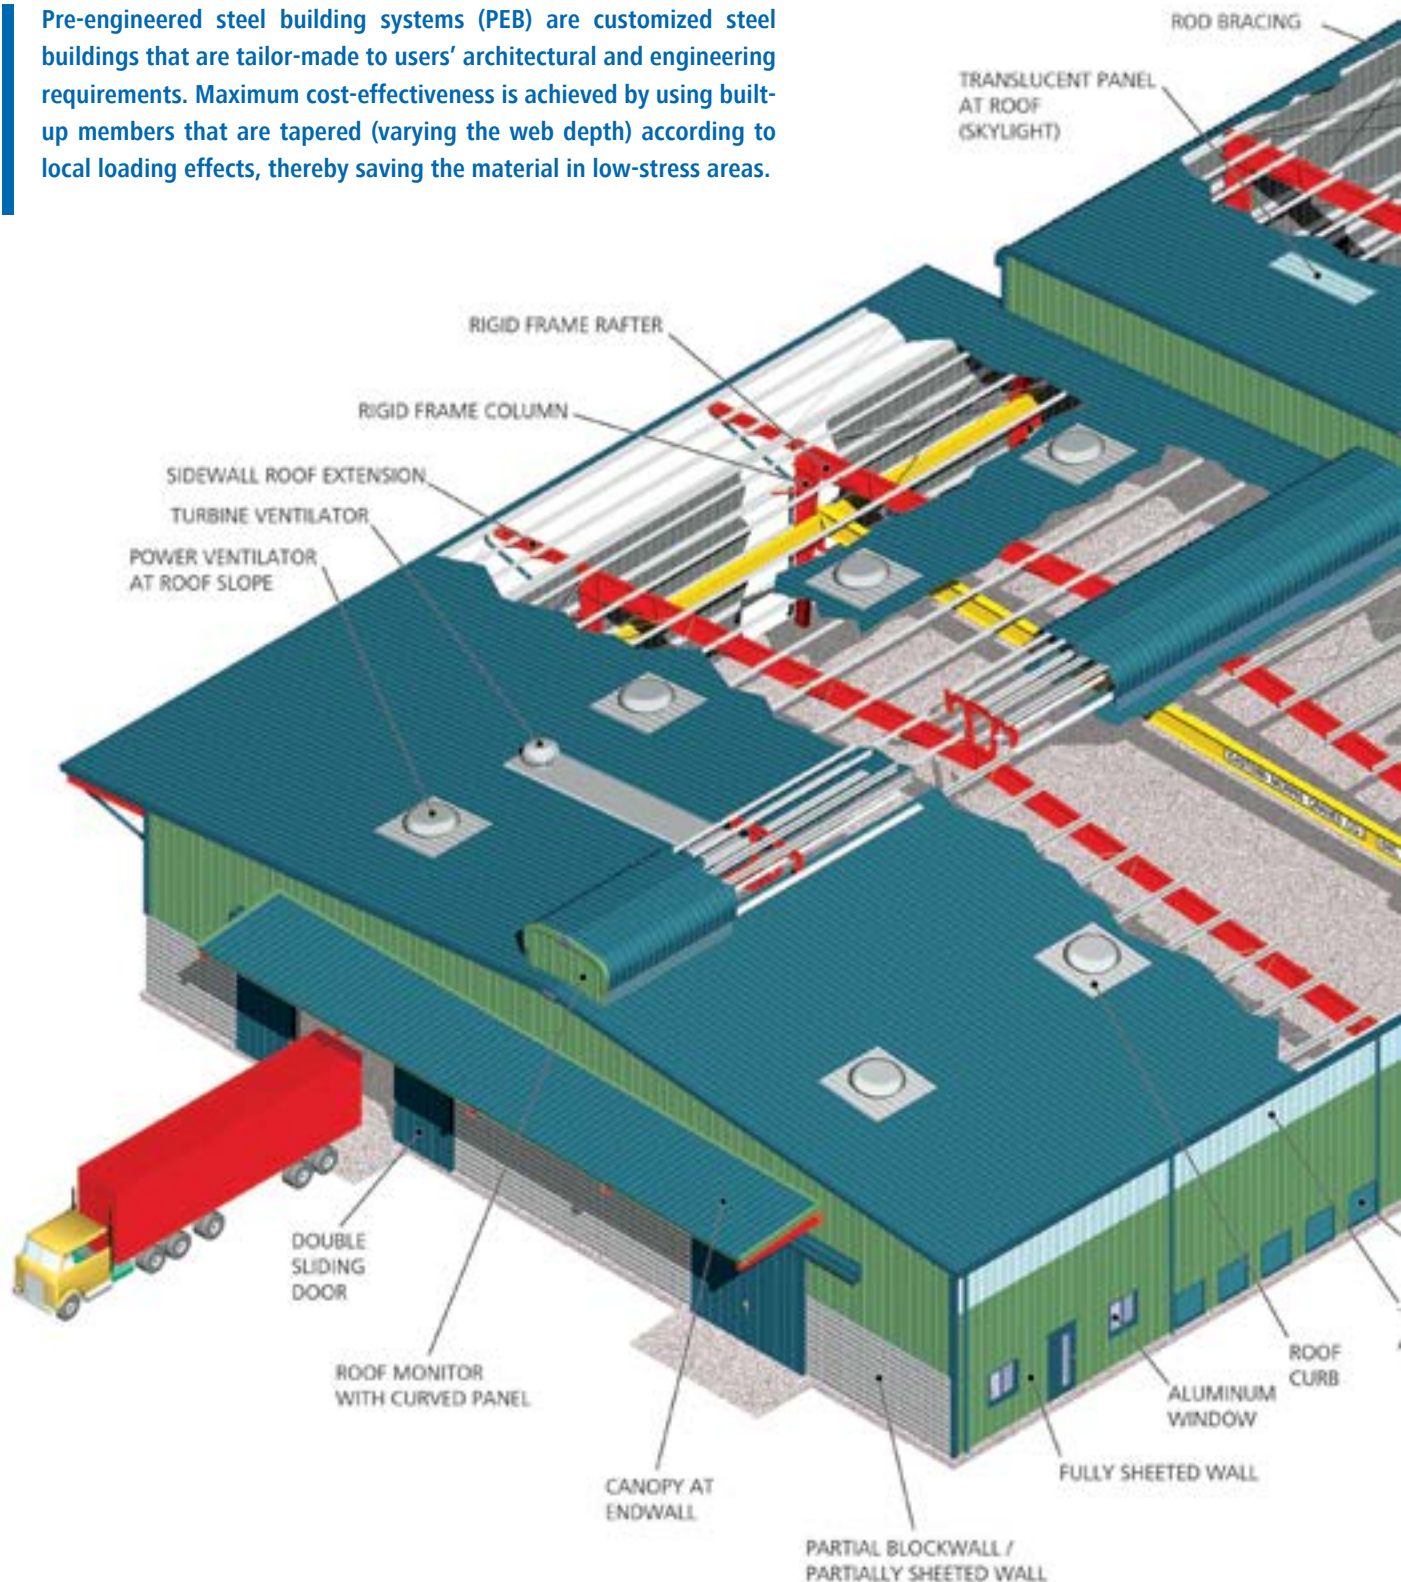 Pre-engineered steel building systems (PEB) are customized steel
buildings that are tailor-made to users’ architectural and engineering
requirements. Maximum cost-effectiveness is achieved by using built-
up members that are tapered (varying the web depth) according to
local loading effects, thereby saving the material in low-stress areas.
ROD BRACING
TRANSLUCENT PANEL
AT ROOF
(SKYLIGHT)
RIGID FRAME RAFTER
RIGID FRAME COLUMN
SIDEWALL ROOF EXTENSION
TURBINE VENTILATOR
POWER VENTILATOR
AT ROOF SLOPE
DOUBLE
SLIDING
DOOR
ROOF MONITOR
WITH CURVED PANEL
CANOPY AT
ENDWALL
PARTIAL BLOCKWALL /
PARTIALLY SHEETED WALL
FULLY SHEETED WALL
ALUMINUM
WINDOW
ROOF
CURB